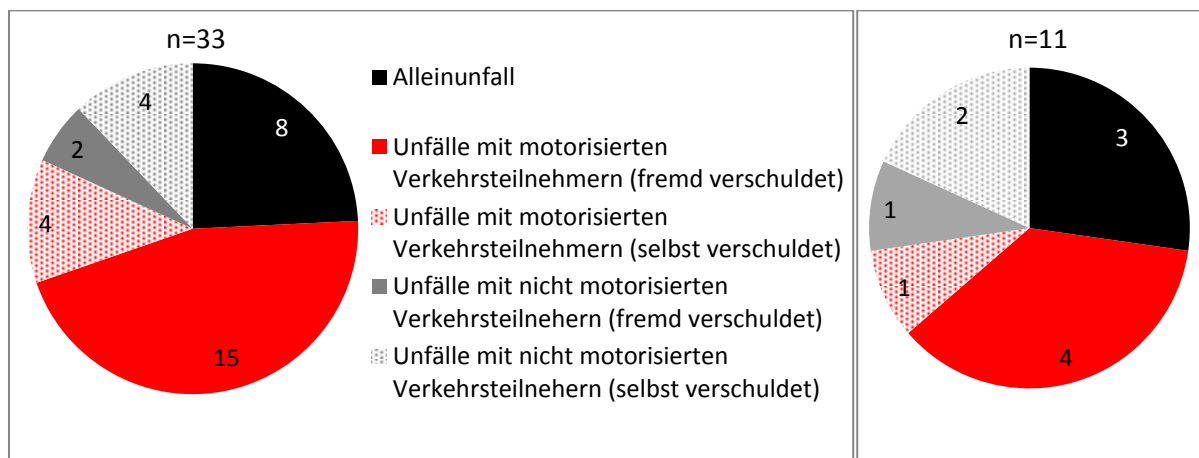 n=33
8
15
4
2
4
Alleinunfall
Unfälle mit motorisierten
Verkehrsteilnehmern (fremd verschuldet)
Unfälle mit motorisierten
Verkehrsteilnehmern (selbst verschuldet)
Unfälle mit nicht motorisierten
Verkehrsteilnehern (fremd verschuldet)
Unfälle mit nicht motorisierten
Verkehrsteilnehern (selbst verschuldet)
n=11
3
4
1
1
2